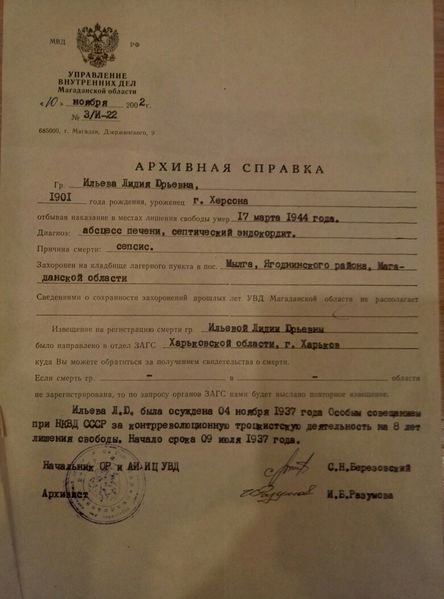 МВД РФ
УПРАВЛЕНИЕ
ВНУТРЕННИХ ДЕЛ
Магаданской области
«10» ноября 2002 г.
№ 3/И-22
685000, г. Магадан, Дзержинского, 9
АРХИВНАЯ СПРАВКА
Гр. Ильева Лидия Юрьевна,
1901 года рождения, уроженец г. Херсона
отбывая наказание в местах лишения свободы умер 17 марта 1944 года.
Диагноз: абсцесс печени, септический эндокордит.
Причина смерти: сепсис.
Захоронен на кладбище лагерного пункта в пос. Мылга, Ягоднинского района, Мага-
данской области
Сведениями о сохранности захоронений прошлых лет УВД Магаданской области не располагает
Извещение на регистрацию смерти гр. Ильевой Лидии Юрьевны
было направлено в отдел ЗАГС Харьковской области, г. Харьков
куда Вы можете обратиться за получением свидетельства о смерти.
Если смерть гр. – в – области
не зарегистрирована, то по запросу органов ЗАГС нами будет выслано повторное извещение.
Ильева Л.Ю. была осуждена 04 ноября 1937 года Особым совещанием
при НКВД СССР за контрреволюционную троцкистскую деятельность на 8 лет
лишения свободы. Начало срока 09 июля 1937 года.
Начальник ОР и АИ ИЦ УВД С.Н.Березовский
Архивист И.Б.Разумова